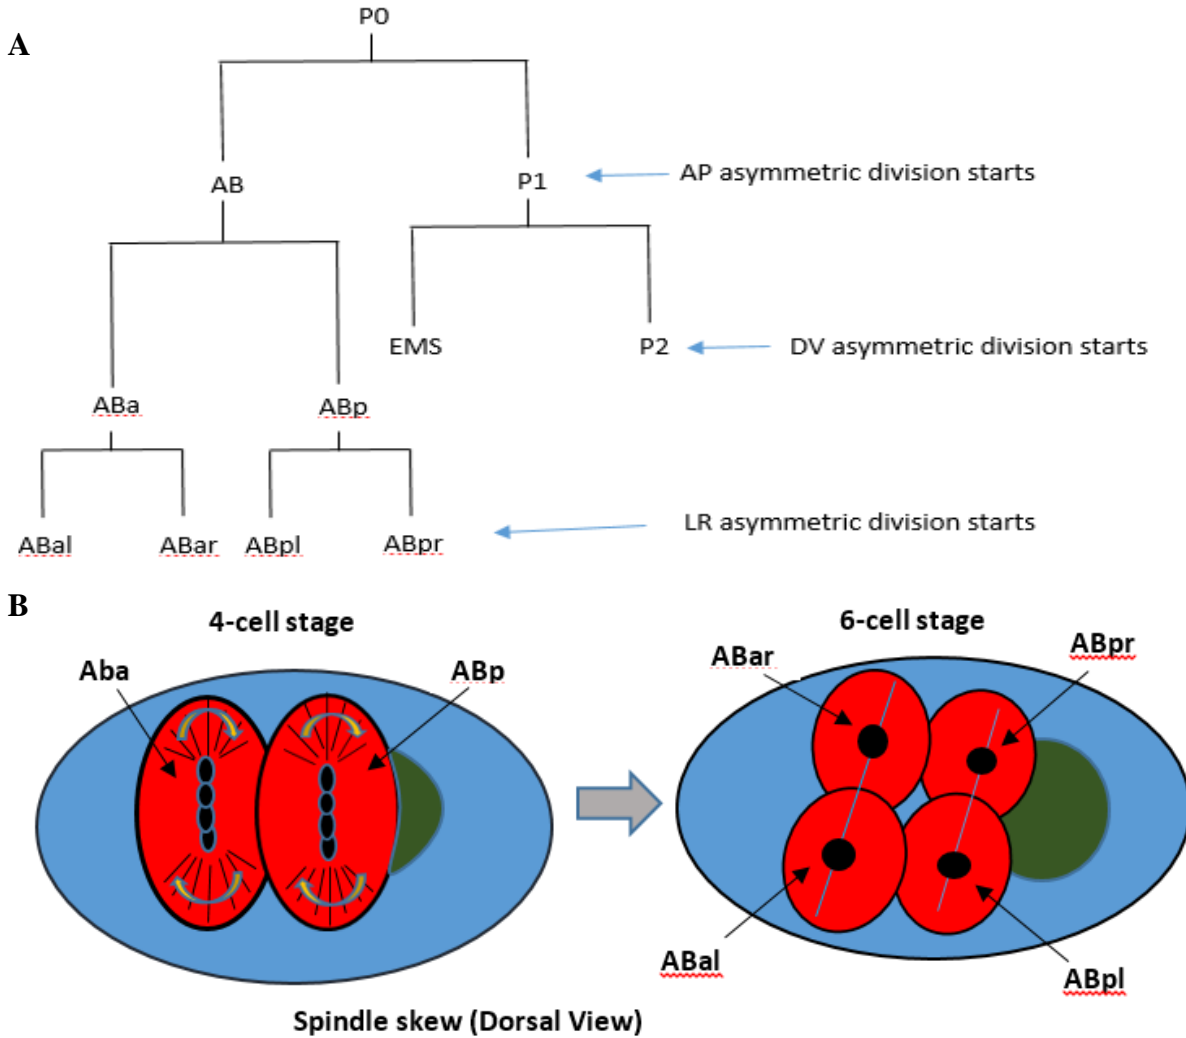 A
P0
AB
P1
AP asymmetric division starts
EMS
P2
DV asymmetric division starts
ABa
ABp
ABal
ABar
ABpl
ABpr
LR asymmetric division starts
B
4-cell stage
6-cell stage
Aba
ABp
ABar
ABpr
ABal
ABpl
Spindle skew (Dorsal View)